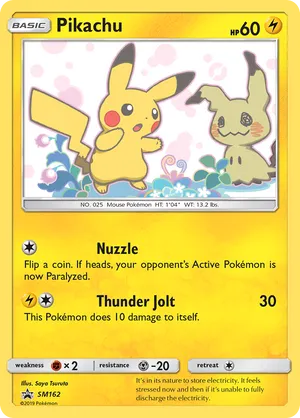 BASIC Pikachu HP60
NO. 025 Mouse Pokémon HT: 1'04" WT: 13.2 lbs.
Nuzzle
Flip a coin. If heads, your opponent's Active Pokémon is
now Paralyzed.
Thunder Jolt 30
This Pokémon does 10 damage to itself.
weakness ×2 resistance -20 retreat
Illus. Saya Tsuruta
SM162
©2019 Pokémon
It's in its nature to store electricity. It feels
stressed now and then if it's unable to fully
discharge the electricity.